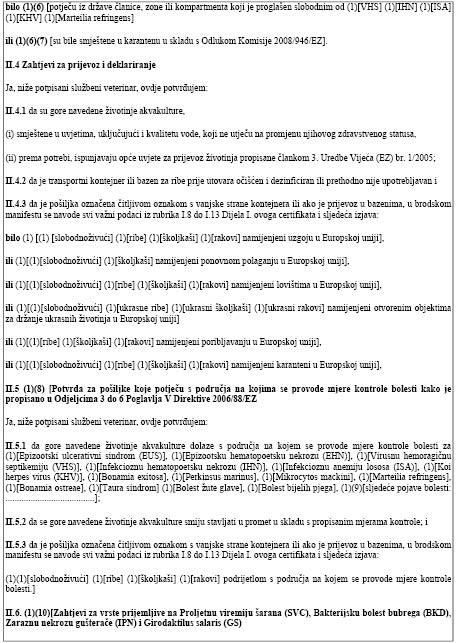 bilo (1)(6) [potječu iz države članice, zone ili kompartmenta koji je proglašen slobodnim od (1)[VHS] (1)[IHN] (1)[ISA]
(1)[KHV] (1)[Marteilia refringens]
ili (1)(6)(7) [su bile smještene u karantenu u skladu s Odlukom Komisije 2008/946/EZ].
II.4 Zahtjevi za prijevoz i deklariranje
Ja, niže potpisani službeni veterinar, ovdje potvrđujem:
II.4.1 da su gore navedene životinje akvakulture,
(i) smještene u uvjetima, uključujući i kvalitetu vode, koji ne utječu na promjenu njihovog zdravstvenog statusa,
(ii) prema potrebi, ispunjavaju opće uvjete za prijevoz životinja propisane člankom 3. Uredbe Vijeća (EZ) br. 1/2005;
II.4.2 da je transportni kontejner ili bazen za ribe prije utovara očišćen i dezinficiran ili prethodno nije upotrebljavan i
II.4.3 da je pošiljka označena čitljivom oznakom s vanjske strane kontejnera ili ako je prijevoz u bazenima, u brodskom
manifestu se navode svi važni podaci iz rubrika I.8 do I.13 Dijela I. ovoga certifikata i sljedeća izjava:
bilo (1) [(1) [slobodnoživući] (1)[ribe] (1)[školjkaši] (1)[rakovi] namijenjeni uzgoju u Europskoj uniji],
ili (1)[(1)[slobodnoživući] (1)[školjkaši] namijenjeni ponovnom polaganju u Europskoj uniji],
ili (1)[(1)[slobodnoživući] (1)[ribe] (1)[školjkaši] (1)[rakovi] namijenjeni lovištima u Europskoj uniji],
ili (1)[(1)[slobodnoživući] (1)[ukrasne ribe] (1)[ukrasni školjkaši] (1)[ukrasni rakovi] namijenjeni otvorenim objektima
za držanje ukrasnih životinja u Europskoj uniji]
ili (1)[(1)[ribe] (1)[školjkaši] (1)[rakovi] namijenjeni poribljavanju u Europskoj uniji],
ili (1)[(1)[slobodnoživući] (1)[ribe] (1)[školjkaši] (1)[rakovi] namijenjeni karanteni u Europskoj uniji],
II.5 (1)(8) [Potvrda za pošiljke koje potječu s područja na kojima se provode mjere kontrole bolesti kako je
propisano u Odjeljcima 3 do 6 Poglavlja V Direktive 2006/88/EZ
Ja, niže potpisani službeni veterinar, ovdje potvrđujem:
II.5.1 da gore navedene životinje akvakulture dolaze s područja na kojem se provode mjere kontrole bolesti za
(1)[Epizootski ulcerativni sindrom (EUS)], (1)[Epizootsku hematopoetsku nekrozu (EHN)], (1)[Virusnu hemoragičnu
septikemiju (VHS)], (1)[Infekcioznu hematopoetsku nekrozu (IHN)], (1)[Infekcioznu anemiju lososa (ISA)], (1)[Koi
herpes virus (KHV)], (1)[Bonamia exitosa], (1)[Perkinsus marinus], (1)[Mikrocytos mackini], (1)[Marteilia refringens],
(1)[Bonamia ostreae], (1)[Taura sindrom] (1)[Bolest žute glave], (1)[Bolest bijelih pjega], (1)(9)[sljedeće pojave bolesti:
.......................................];
II.5.2 da se gore navedene životinje akvakulture smiju stavljati u promet u skladu s propisanim mjerama kontrole; i
II.5.3 da je pošiljka označena čitljivom oznakom s vanjske strane kontejnera ili ako je prijevoz u bazenima, u brodskom
manifestu se navode svi važni podaci iz rubrika I.8 do I.13 Dijela I. ovoga certifikata i sljedeća izjava:
(1)(1)[slobodnoživući] (1)[ribe] (1)[školjkaši] (1)[rakovi] podrijetlom s područja na kojem se provode mjere kontrole
bolesti.]
II.6. (1)(10)[Zahtjevi za vrste prijemljive na Proljetnu viremiju šarana (SVC), Bakterijsku bolest bubrega (BKD),
Zaraznu nekrozu gušterače (IPN) i Girodaktilus salaris (GS)